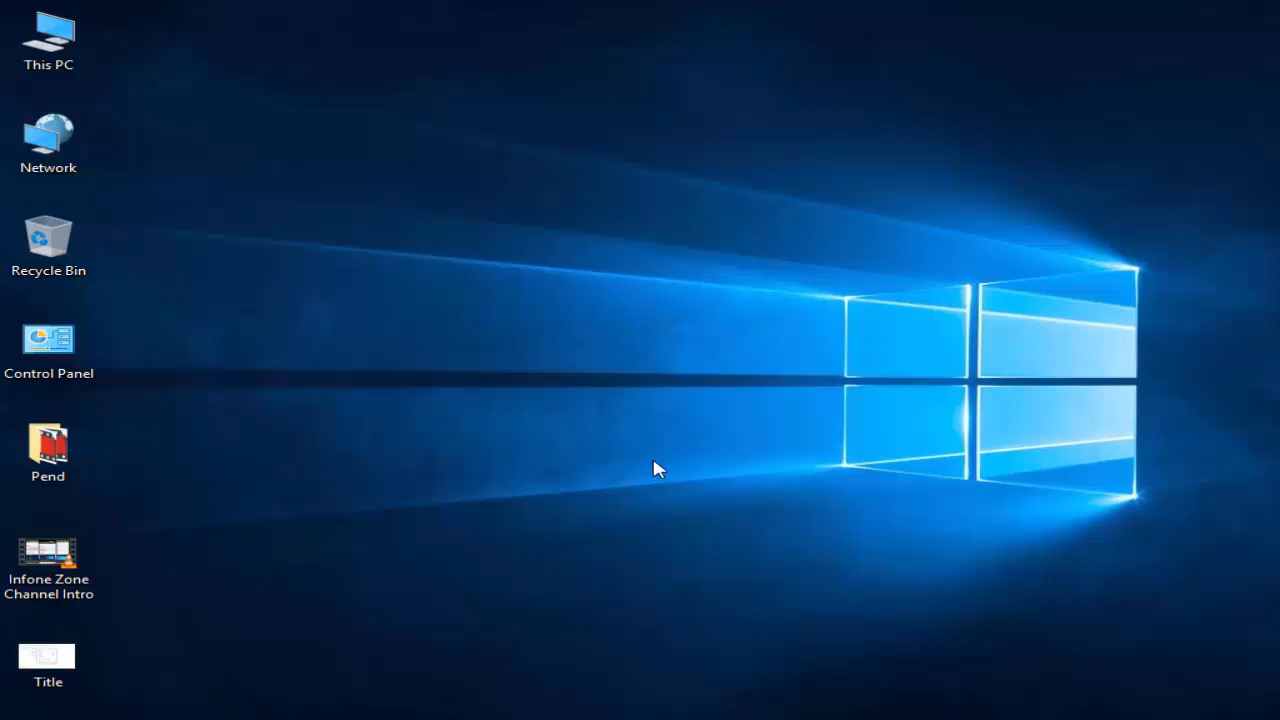 This PC
Network
Recycle Bin
Control Panel
Pend
Infone Zone
Channel Intro
Title